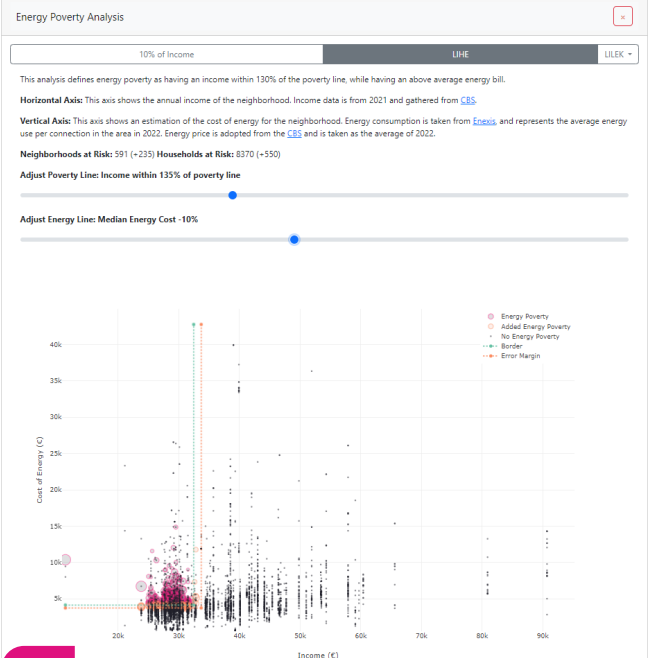 Energy Poverty Analysis
×
10% of Income
LIHE
LILEK
This analysis defines energy poverty as having an income within 130% of the poverty line, while having an above average energy bill.
Horizontal Axis: This axis shows the annual income of the neighborhood. Income data is from 2021 and gathered from CBS.
Vertical Axis: This axis shows an estimation of the cost of energy for the neighborhood. Energy consumption is taken from Enexis, and represents the average energy
use per connection in the area in 2022. Energy price is adopted from the CBS and is taken as the average of 2022.
Neighborhoods at Risk: 591 (+235) Households at Risk: 8370 (+550)
Adjust Poverty Line: Income within 135% of poverty line
Adjust Energy Line: Median Energy Cost -10%
Energy Poverty
Added Energy Poverty
No Energy Poverty
Border
Error Margin
Cost of Energy (€)
40k
35k
30k
25k
20k
15k
10k
5k
20k 30k 40k 50k 60k 70k 80k 90k
Income (€)